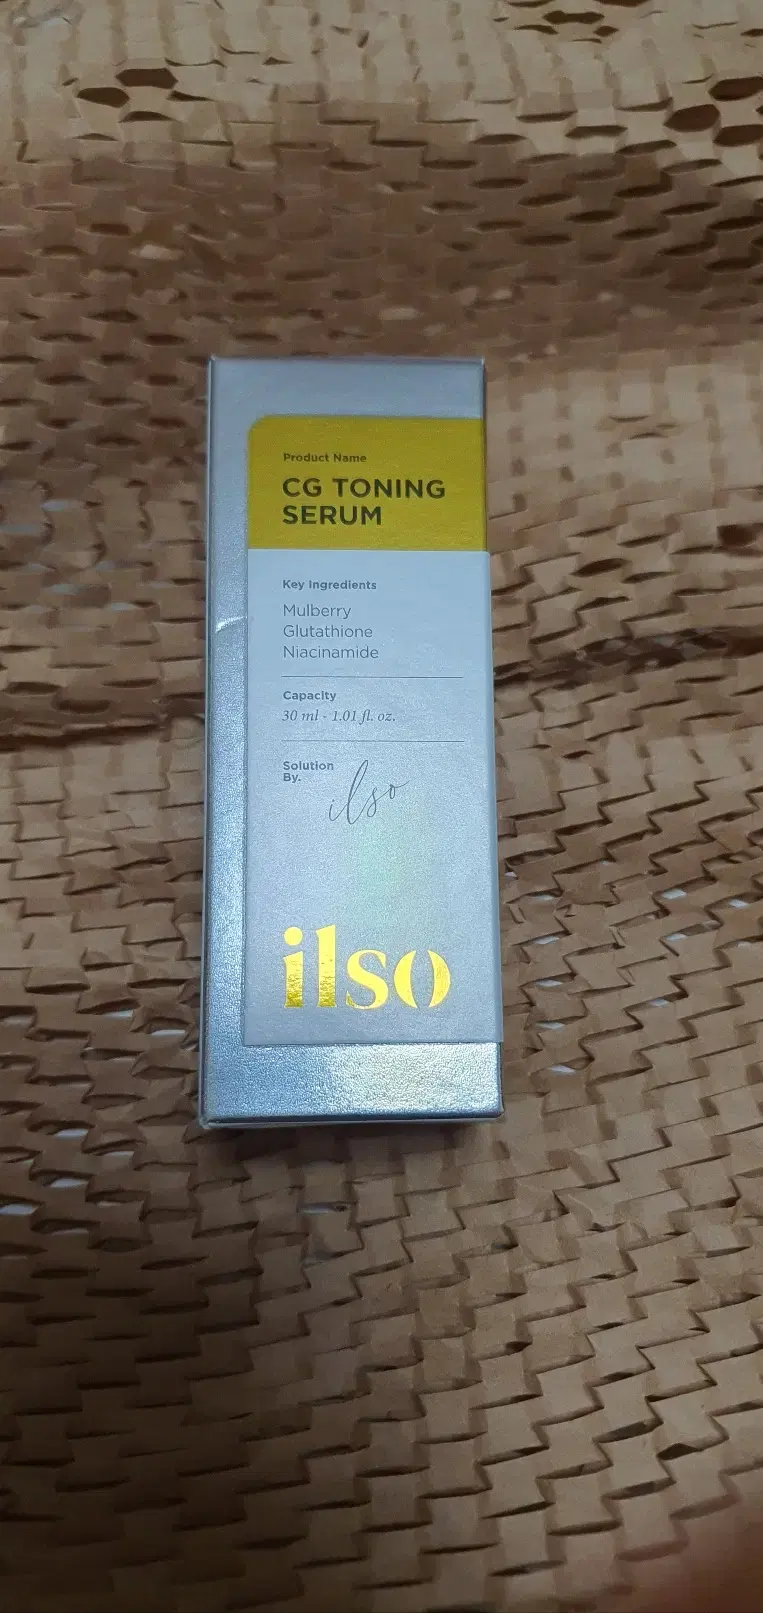 Product Name
CG TONING
SERUM
Key Ingredients
Mulberry
Glutathione
Niacinamide
Capacity
30 ml - 1.01 fl. oz.
Solution
By.
ilso
ilso